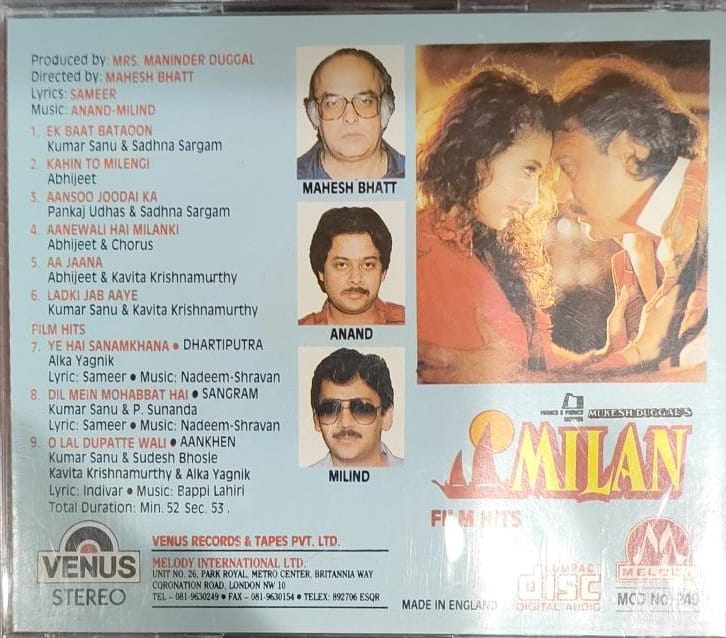 Produced by: MRS. MANINDER DUGGAL
Directed by: MAHESH BHATT
Lyrics: SAMEER
Music: ANAND-MILIND
1. EK BAAT BATAOON
Kumar Sanu & Sadhna Sargam
2. KAHIN TO MILENGI
Abhijeet
3. AANSOO JOODAI KA
Pankaj Udhas & Sadhna Sargam
4. AANEWALI HAI MILANKI
Abhijeet & Chorus
5. AA JAANA
Abhijeet & Kavita Krishnamurthy
6. LADKI JAB AAYE
Kumar Sanu & Kavita Krishnamurthy
FILM HITS
7. YE HAI SANAMKHANA • DHARTIPUTRA
Alka Yagnik
Lyric: Sameer • Music: Nadeem-Shravan
8. DIL MEIN MOHABBAT HAI • SANGRAM
Kumar Sanu & P. Sunanda
Lyric: Sameer • Music: Nadeem-Shravan
9. O LAL DUPATTE WALI • AANKHEN
Kumar Sanu & Sudesh Bhosle
Kavita Krishnamurthy & Alka Yagnik
Lyric: Indivar • Music: Bappi Lahiri
Total Duration: Min. 52 Sec. 53.
MAHESH BHATT
ANAND
MILIND
MUKESH DUGGAL'S
MILAN
FILM HITS
VENUS
STEREO
VENUS RECORDS & TAPES PVT. LTD.
MELODY INTERNATIONAL LTD.
UNIT NO. 26, PARK ROYAL, METRO CENTER, BRITANNIA WAY
CORONATION ROAD, LONDON NW 10
TEL - 081-9630249 • FAX - 081-9630154 • TELEX: 892706 ESQR
MADE IN ENGLAND
COMPACT
disc
DIGITAL AUDIO
MELODY
MCD No. 249